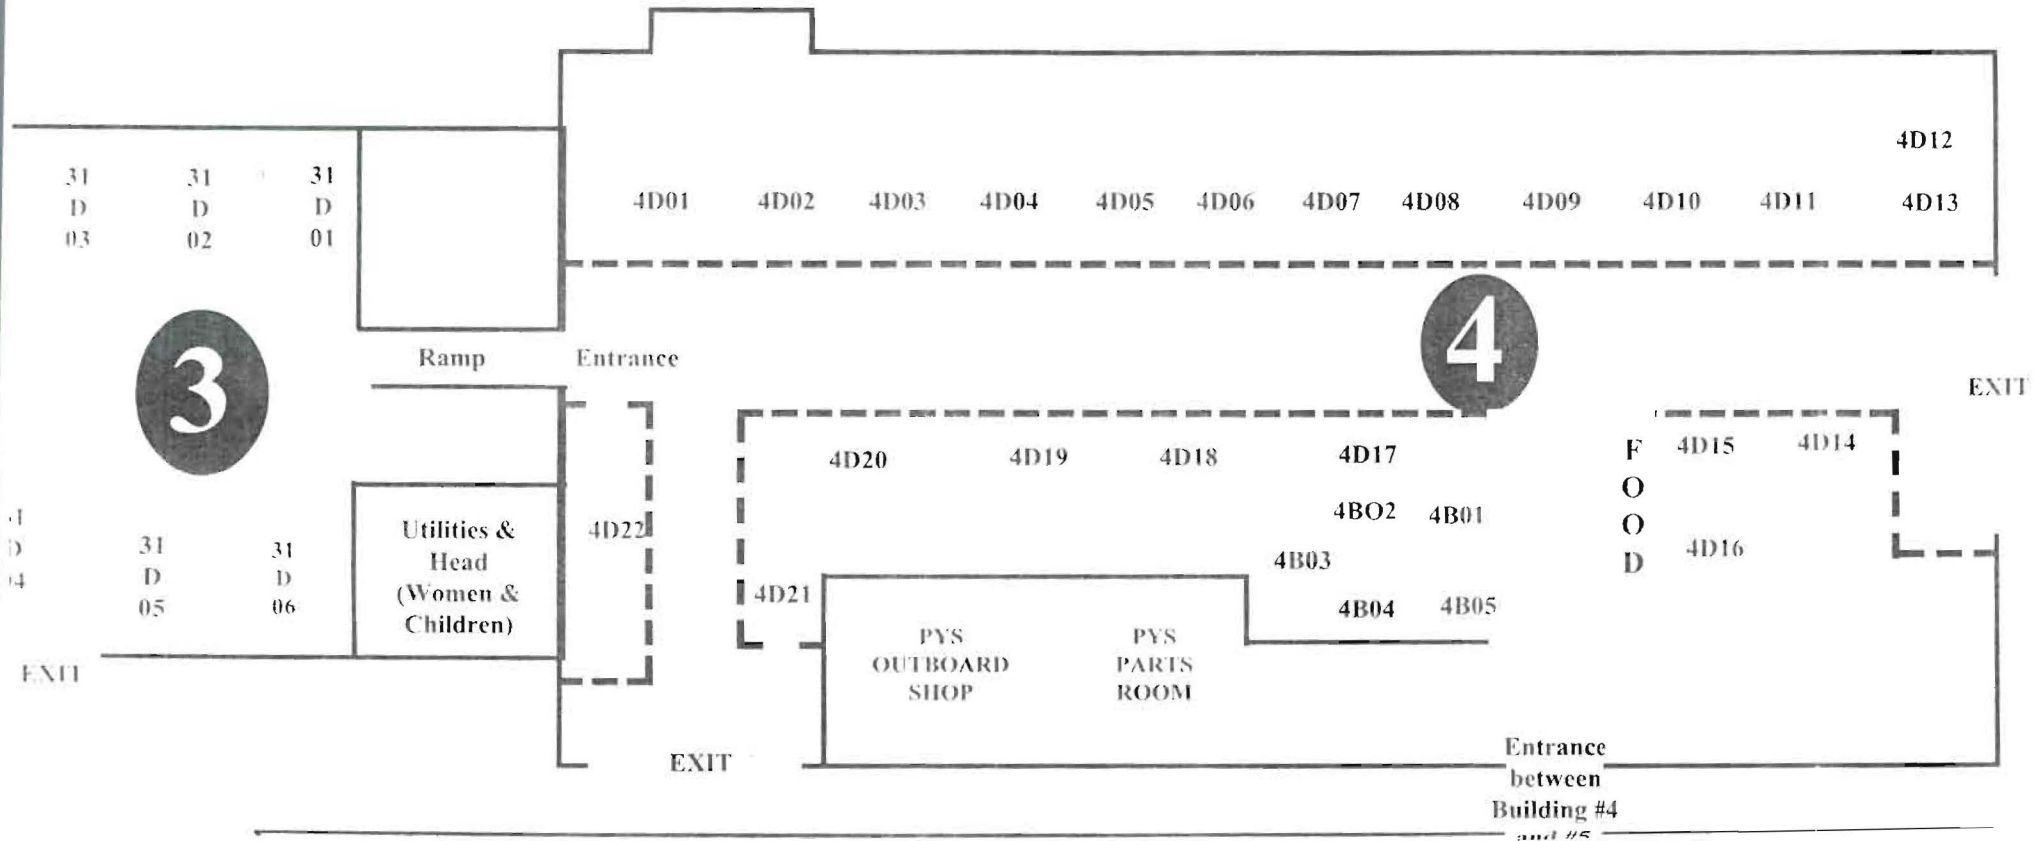 4D12
31
D
03
31
D
02
31
D
01
4D01 4D02 4D03 4D04 4D05 4D06 4D07 4D08 4D09 4D10 4D11 4D13
3
4
Ramp
Entrance
EXIT
4D20 4D19 4D18 4D17
4BO2 4B01
4B03
4B04 4B05
F
O
O
D
4D15 4D14
4D16
4D22
4D21
31
D
05
31
D
06
Utilities &
Head
(Women &
Children)
EXIT
PYS
OUTBOARD
SHOP
PYS
PARTS
ROOM
EXIT
Entrance
between
Building #4
and #5